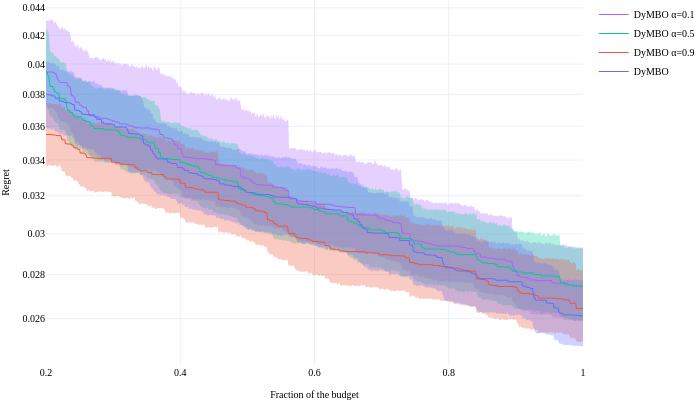 0.044
0.042
0.04
0.038
0.036
0.034
0.032
0.03
0.028
0.026
Regret
0.2
0.4
0.6
0.8
1
Fraction of the budget
DyMBO α=0.1
DyMBO α=0.5
DyMBO α=0.9
DyMBO